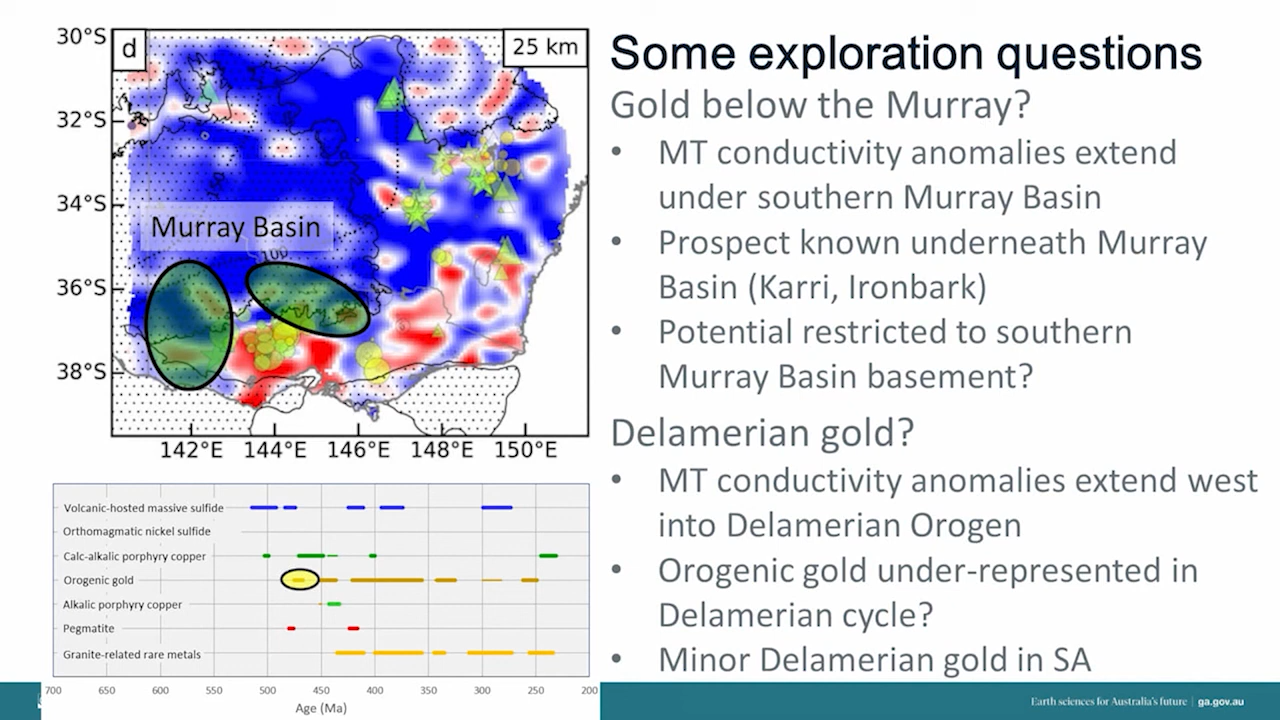 30°S
d
25 km
32°S
34°S
Murray Basin
100
36°S
38°S
142°E 144°E 146°E 148°E 150°E
Volcanic-hosted massive sulfide
Orthomagmatic nickel sulfide
Calc-alkalic porphyry copper
Orogenic gold
Alkalic porphyry copper
Pegmatite
Granite-related rare metals
700 650 600 550 500 450 400 350 300 250 200
Age (Ma)
Some exploration questions
Gold below the Murray?
• MT conductivity anomalies extend
under southern Murray Basin
• Prospect known underneath Murray
Basin (Karri, Ironbark)
• Potential restricted to southern
Murray Basin basement?
Delamerian gold?
• MT conductivity anomalies extend west
into Delamerian Orogen
• Orogenic gold under-represented in
Delamerian cycle?
• Minor Delamerian gold in SA
Earth sciences for Australia's future | ga.gov.au